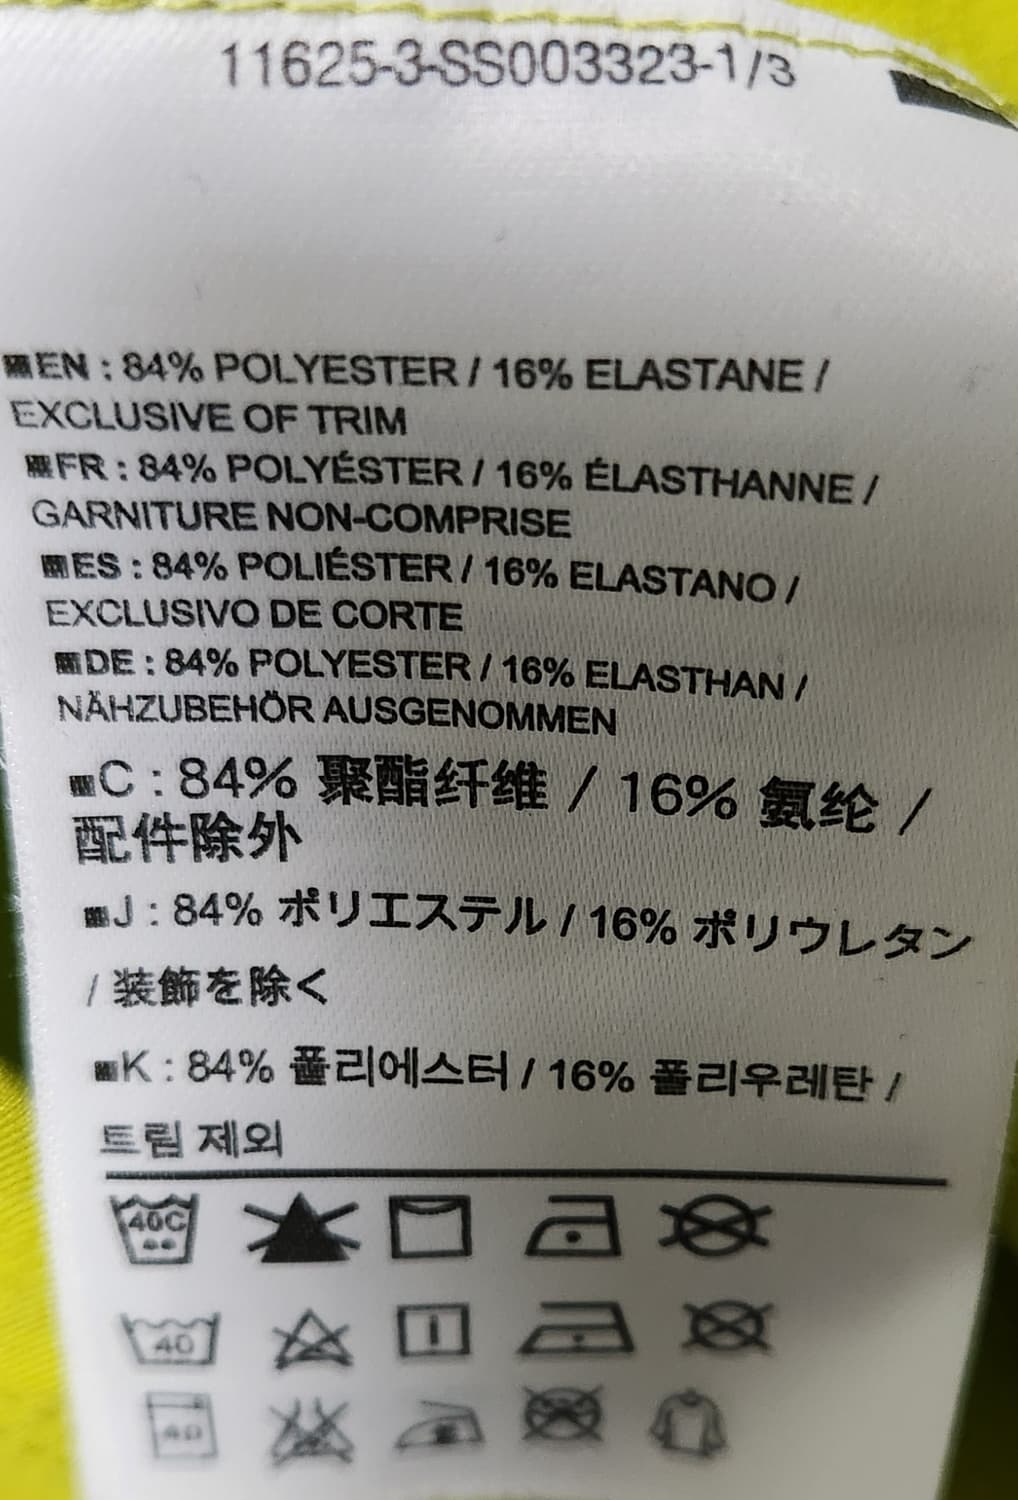 11625-3-SS003323-1/3
EN : 84% POLYESTER / 16% ELASTANE /
EXCLUSIVE OF TRIM
FR : 84% POLYÉSTER / 16% ÉLASTHANNE /
GARNITURE NON-COMPRISE
ES : 84% POLIÉSTER / 16% ELASTANO /
EXCLUSIVO DE CORTE
DE : 84% POLYESTER / 16% ELASTHAN /
NÄHZUBEHÖR AUSGENOMMEN
C : 84% 聚酯纤维 / 16% 氨纶 /
配件除外
J : 84% ポリエステル / 16% ポリウレタン
/ 装飾を除く
K : 84% 폴리에스터 / 16% 폴리우레탄 /
트림 제외
40C
40
40